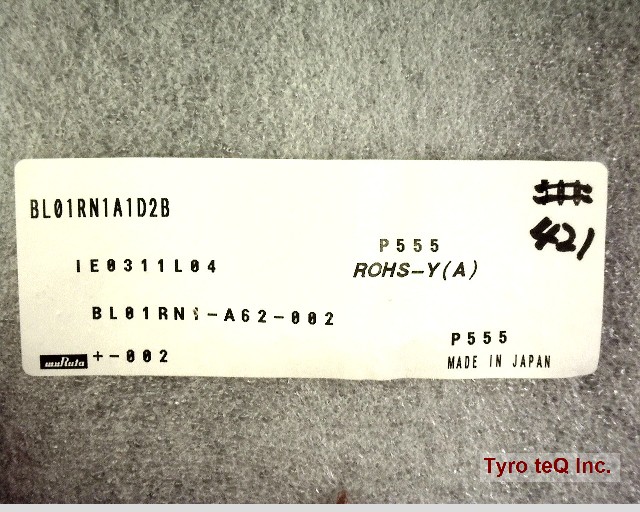 BL01RN1A1D2B
421
P555
IE0311L04
ROHS-Y(A)
BL01RN1-A62-002
P555
muRata
+-002
MADE IN JAPAN
Tyro teQ Inc.